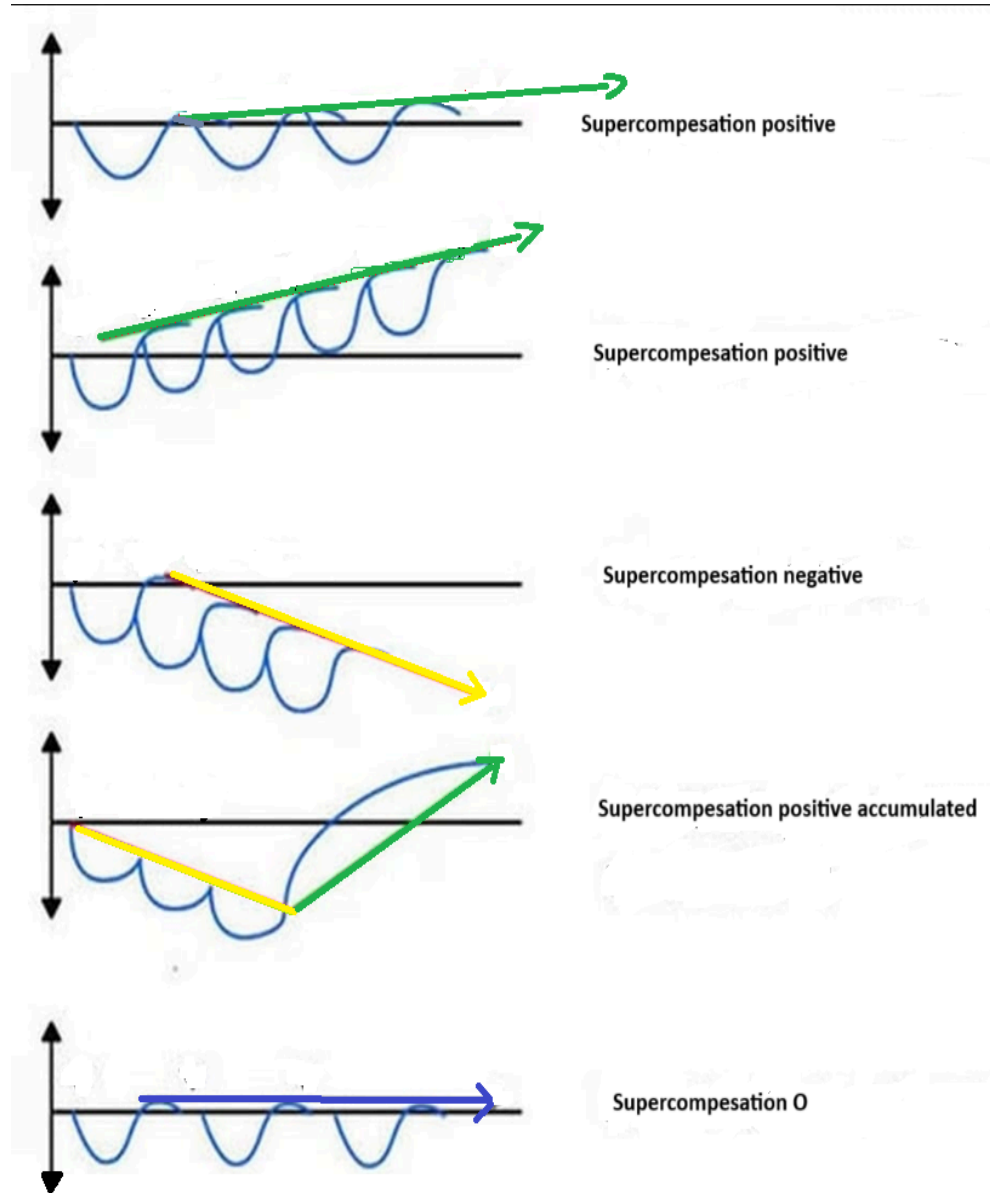 Supercompesation positive
Supercompesation positive
Supercompesation negative
Supercompesation positive accumulated
Supercompesation O